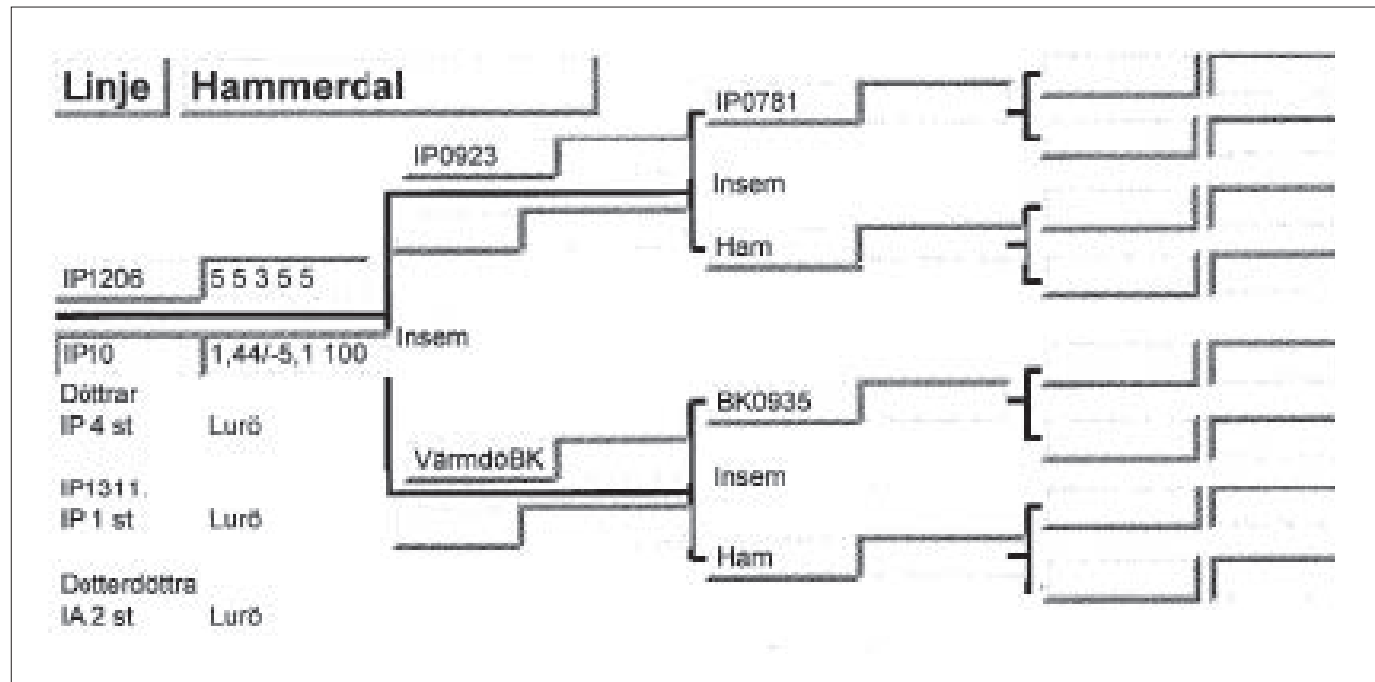 Linje Hammerdal
IP0781
IP0923
Insem
Ham
IP1206 5 5 3 5 5
Insem
IP10 1,44/-5,1 100
Döttrar
IP 4 st Lurö
BK0935
VärmdöBK
Insem
IP1311.
IP 1 st Lurö
Ham
Dotterdöttra
IA 2 st Lurö